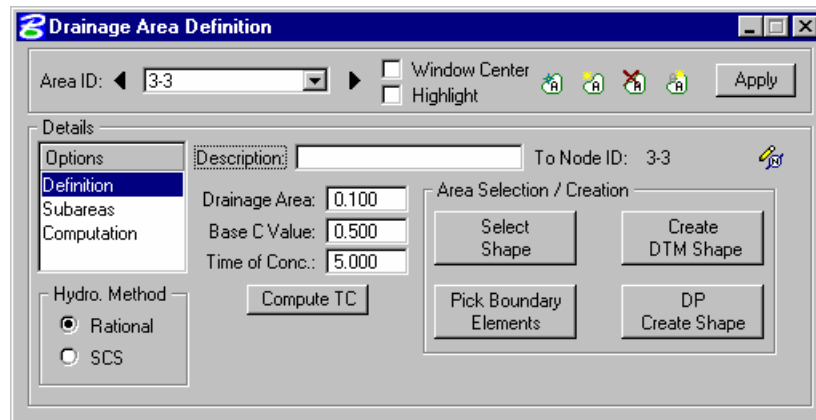 Drainage Area Definition
Area ID: 3-3
Window Center
Highlight
A A A A
Apply
Details
Options
Definition
Subareas
Computation
Description:
To Node ID: 3-3
N
Drainage Area: 0.100
Base C Value: 0.500
Time of Conc.: 5.000
Compute TC
Area Selection / Creation
Select
Shape
Create
DTM Shape
Pick Boundary
Elements
DP
Create Shape
Hydro. Method
Rational
SCS